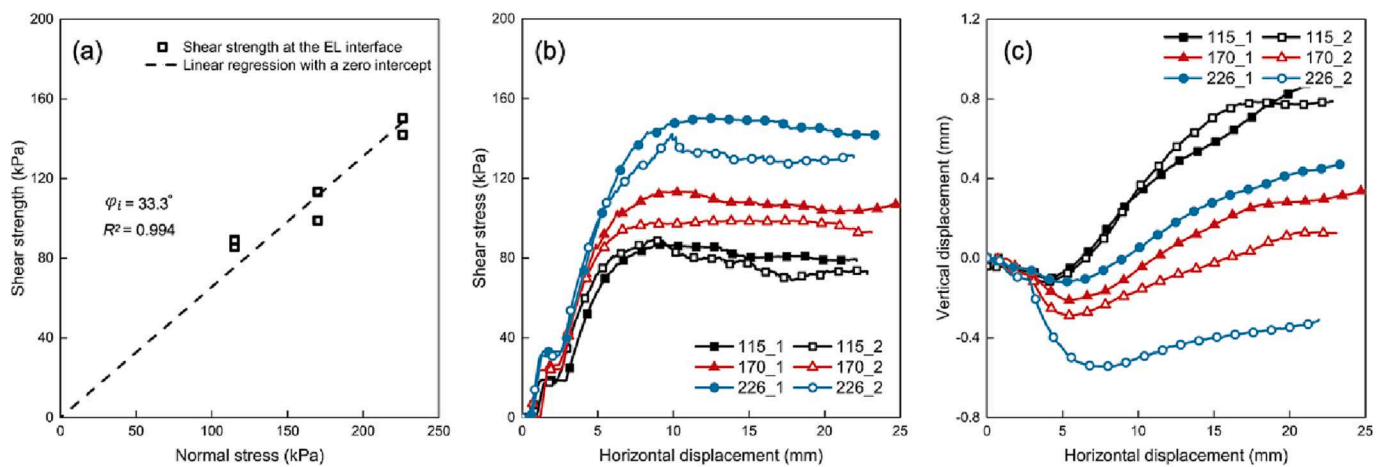 (a)
Shear strength at the EL interface
Linear regression with a zero intercept
φi = 33.3°
R² = 0.994
200
160
120
80
40
0
0 50 100 150 200 250
Shear strength (kPa)
Normal stress (kPa)
(b)
200
160
120
80
40
0
0 5 10 15 20 25
Shear stress (kPa)
115_1 115_2
170_1 170_2
226_1 226_2
Horizontal displacement (mm)
(c)
115_1 115_2
170_1 170_2
226_1 226_2
1.2
0.8
0.4
0.0
-0.4
-0.8
0 5 10 15 20 25
Vertical displacement (mm)
Horizontal displacement (mm)